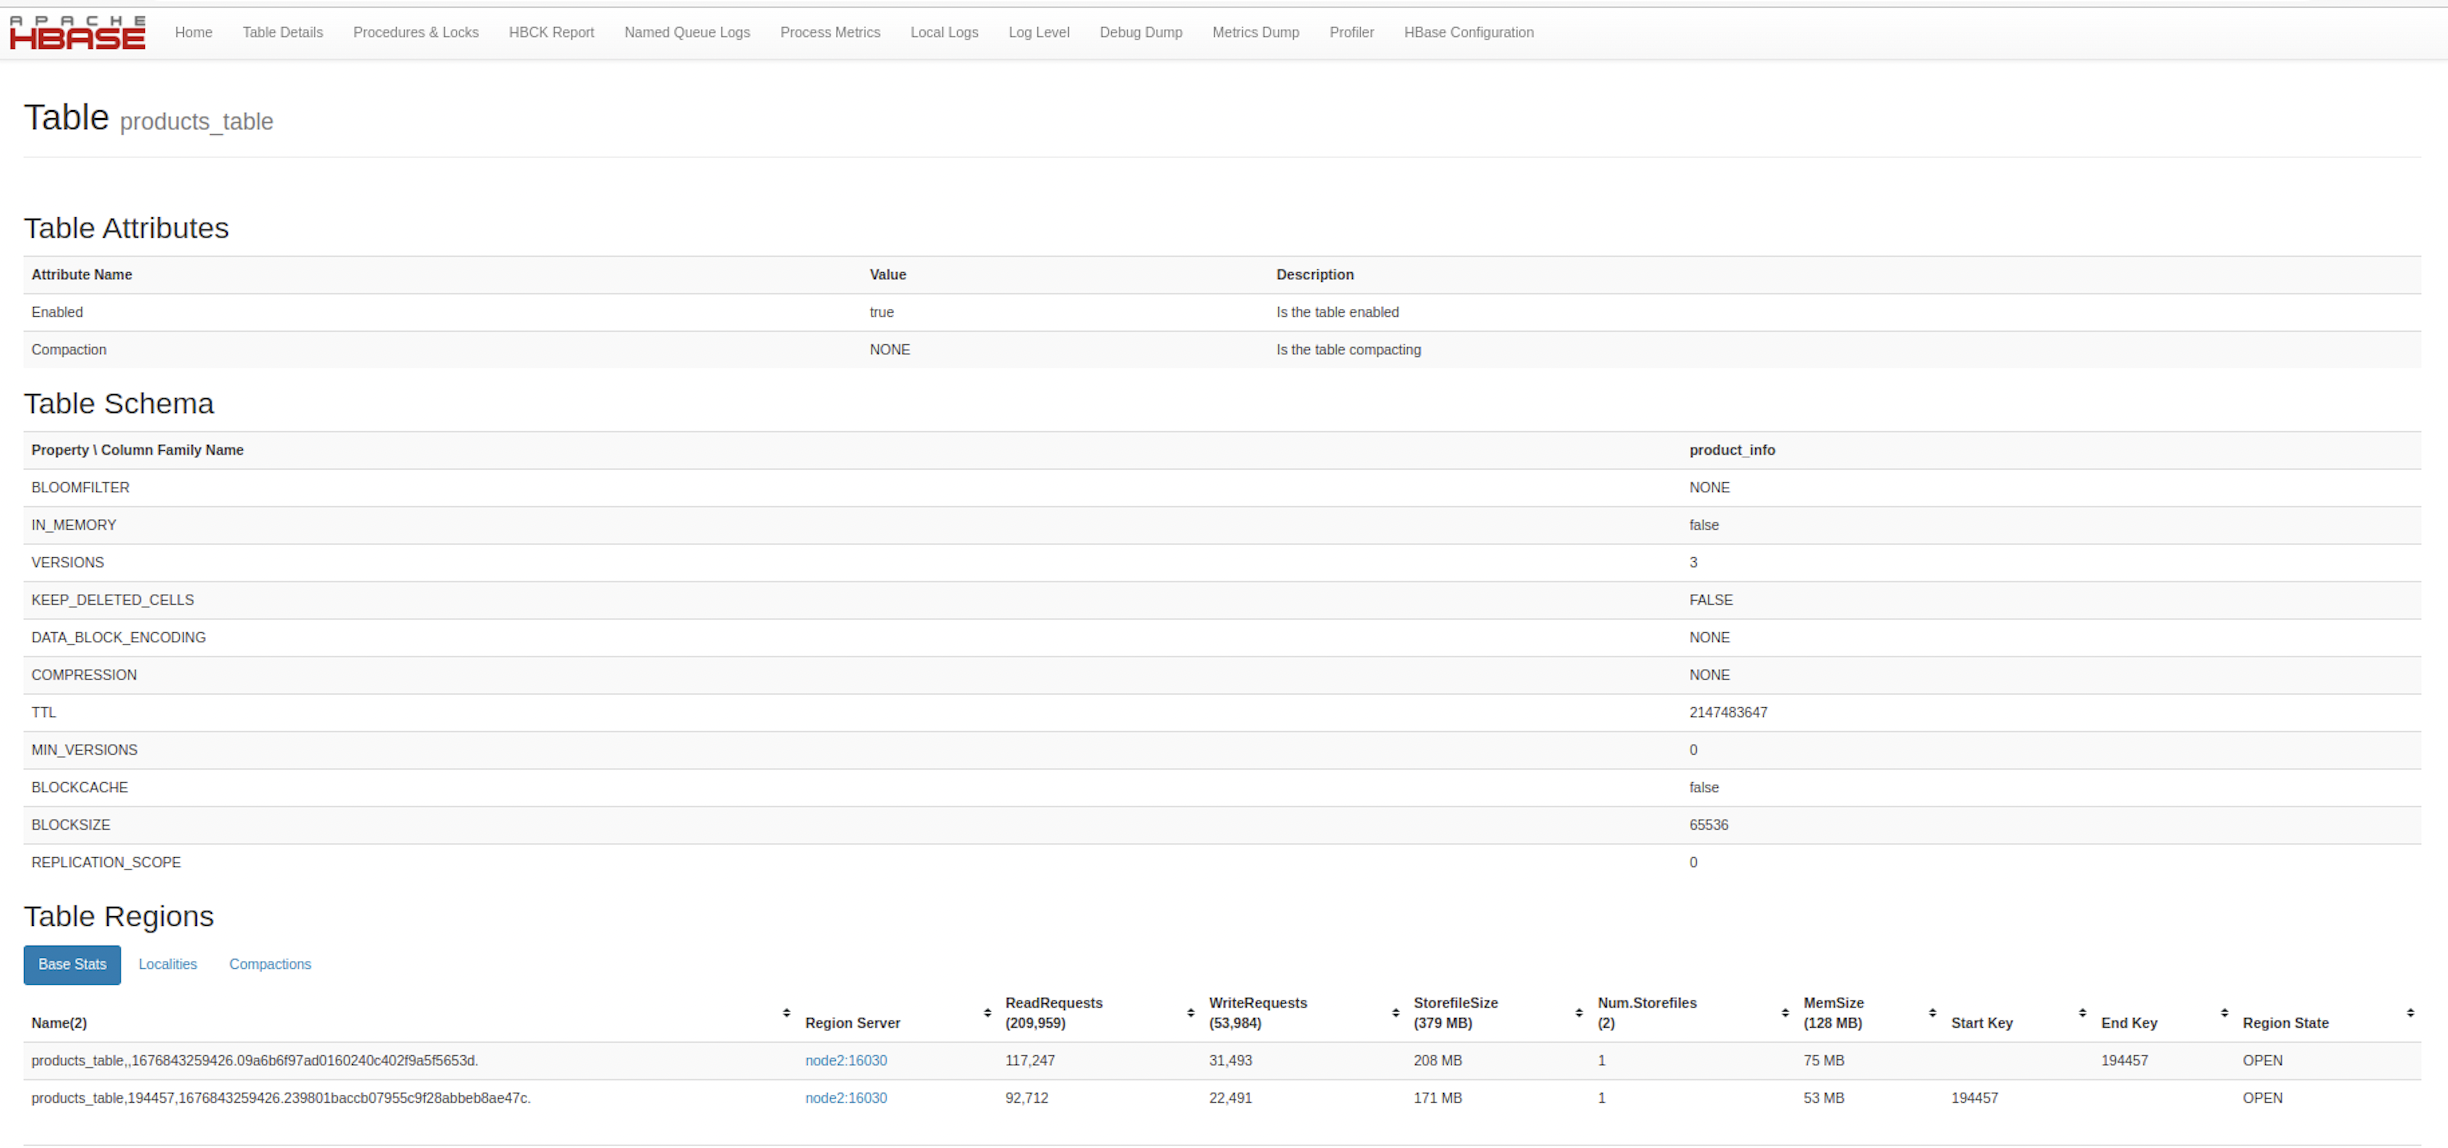 APACHE
HBASE
Home Table Details Procedures & Locks HBCK Report Named Queue Logs Process Metrics Local Logs Log Level Debug Dump Metrics Dump Profiler HBase Configuration
Table products_table
Table Attributes
Attribute Name Value Description
Enabled true Is the table enabled
Compaction NONE Is the table compacting
Table Schema
Property \ Column Family Name product_info
BLOOMFILTER NONE
IN_MEMORY false
VERSIONS 3
KEEP_DELETED_CELLS FALSE
DATA_BLOCK_ENCODING NONE
COMPRESSION NONE
TTL 2147483647
MIN_VERSIONS 0
BLOCKCACHE false
BLOCKSIZE 65536
REPLICATION_SCOPE 0
Table Regions
Base Stats Localities Compactions
ReadRequests WriteRequests StorefileSize Num.Storefiles MemSize
Name(2) Region Server (209,959) (53,984) (379 MB) (2) (128 MB) Start Key End Key Region State
products_table,,1676843259426.09a6b6f97ad0160240c402f9a5f5653d. node2:16030 117,247 31,493 208 MB 1 75 MB 194457 OPEN
products_table,194457,1676843259426.239801baccb07955c9f28abbeb8ae47c. node2:16030 92,712 22,491 171 MB 1 53 MB 194457 OPEN